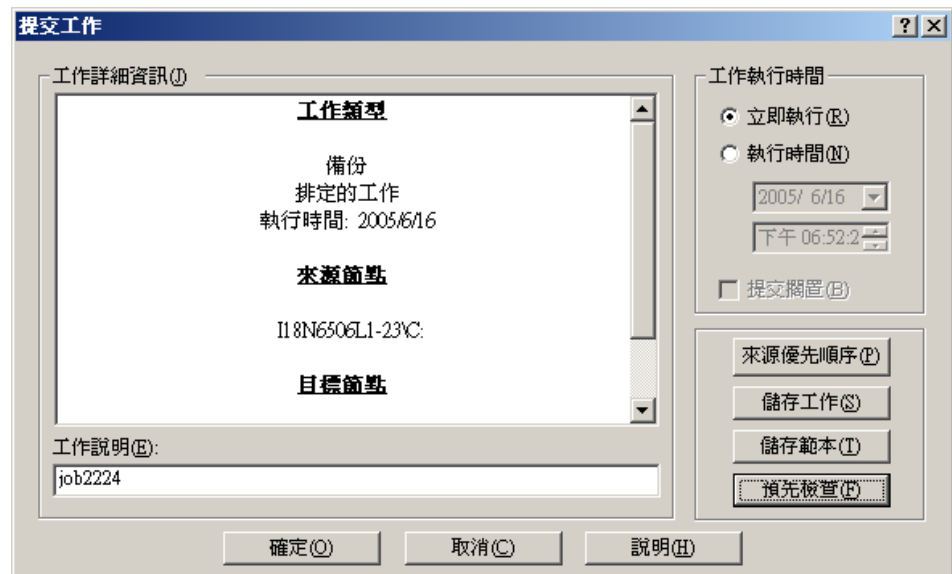 提交工作
工作詳細資訊(J)
工作類型
備份
排定的工作
執行時間: 2005/6/16
來源節點
I18N6506L1-23\C:
目標節點
工作說明(E):
job2224
工作執行時間
立即執行(R)
執行時間(N)
2005/ 6/16
下午 06:52:2
提交擱置(B)
來源優先順序(P)
儲存工作(S)
儲存範本(T)
預先檢查(F)
確定(O)
取消(C)
說明(H)